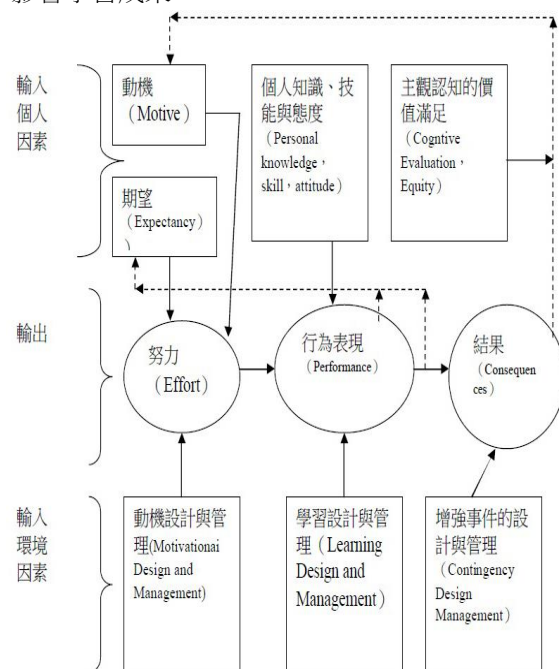 輸入
個人
因素
動機
（Motive）
期望
（Expectancy）
）
個人知識、技
能與態度
（Personal
knowledge，
skill，attitude）
主觀認知的價
值滿足
（Cogntive
Evaluation，
Equity）
輸出
努力
（Effort）
行為表現
（Performance）
結果
（Consequen
ces）
輸入
環境
因素
動機設計與管
理(Motivationai
Design and
Management)
學習設計與管
理（Learning
Design and
Management）
增強事件的設
計與管理
（Contingency
Design
Management）